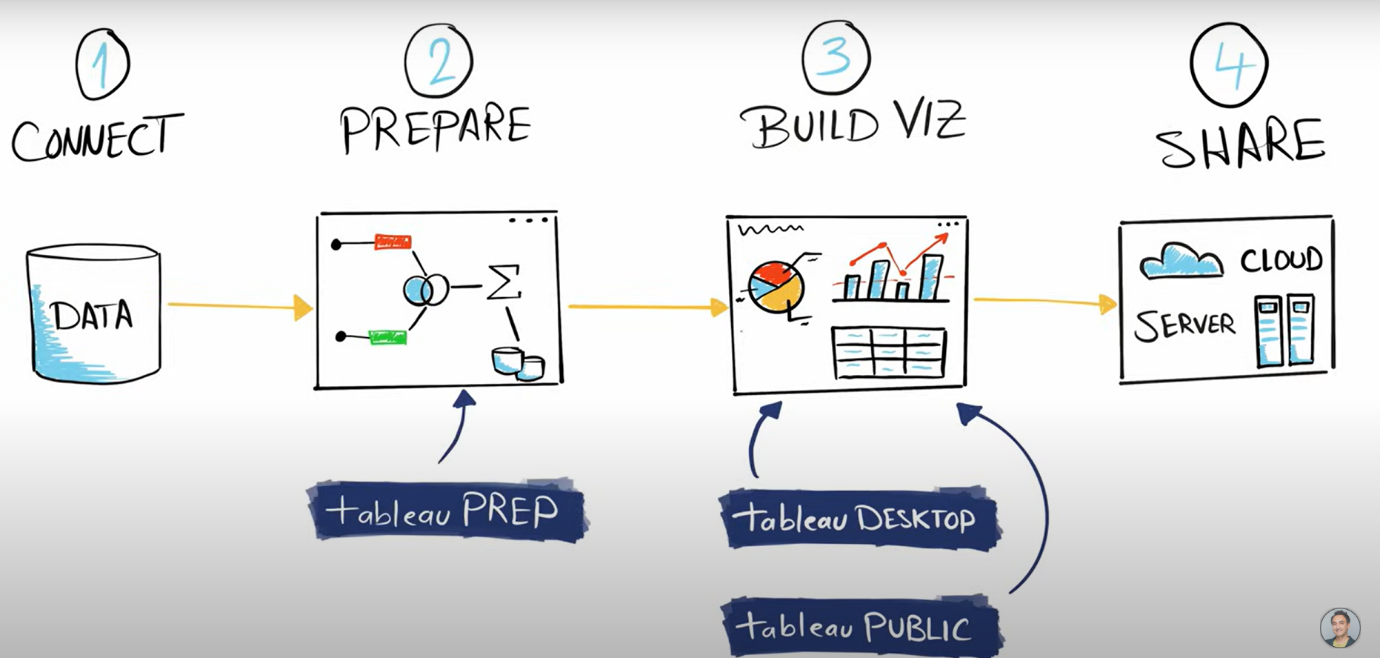 1
CONNECT
2
PREPARE
3
BUILD VIZ
4
SHARE
DATA
Σ
CLOUD
SERVER
tableau PREP
tableau DESKTOP
tableau PUBLIC